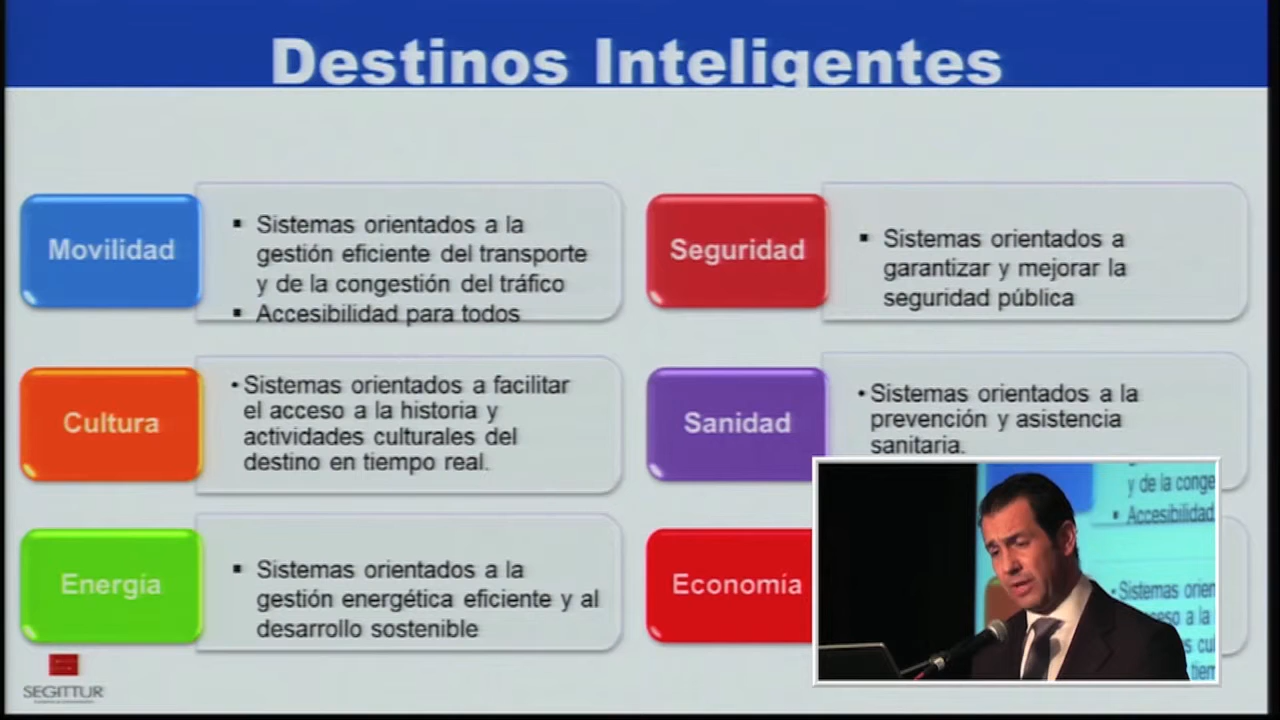 Destinos Inteligentes
Movilidad
▪ Sistemas orientados a la
gestión eficiente del transporte
y de la congestión del tráfico
▪ Accesibilidad para todos
Seguridad
▪ Sistemas orientados a
garantizar y mejorar la
seguridad pública
Cultura
• Sistemas orientados a facilitar
el acceso a la historia y
actividades culturales del
destino en tiempo real.
Sanidad
• Sistemas orientados a la
prevención y asistencia
sanitaria.
Energía
▪ Sistemas orientados a la
gestión energética eficiente y al
desarrollo sostenible
Economía
SEGITTUR
y de la conge
▪ Accesibilidad
• Sistemas orien
ceso a la